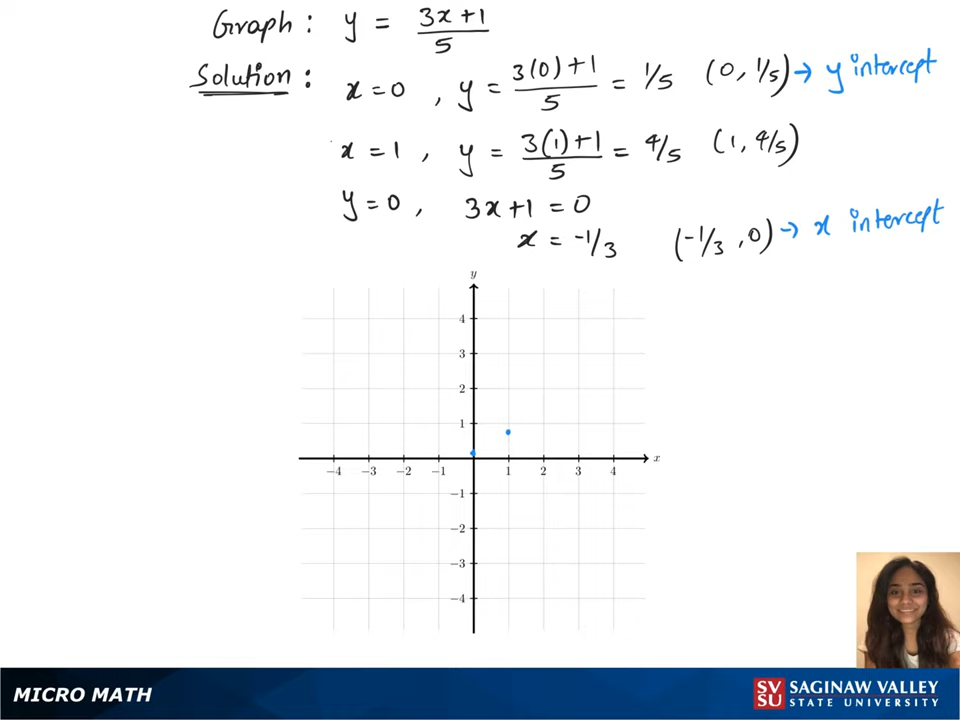 Graph: y = 3x+1/5
Solution: x=0, y = 3(0)+1/5 = 1/5 (0, 1/5) → y intercept
x=1, y = 3(1)+1/5 = 4/5 (1, 4/5)
y=0, 3x+1=0
x = -1/3 (-1/3, 0) → x intercept
y
4
3
2
1
−4 −3 −2 −1 1 2 3 4 x
−1
−2
−3
−4
MICRO MATH
SV SU SAGINAW VALLEY
STATE UNIVERSITY